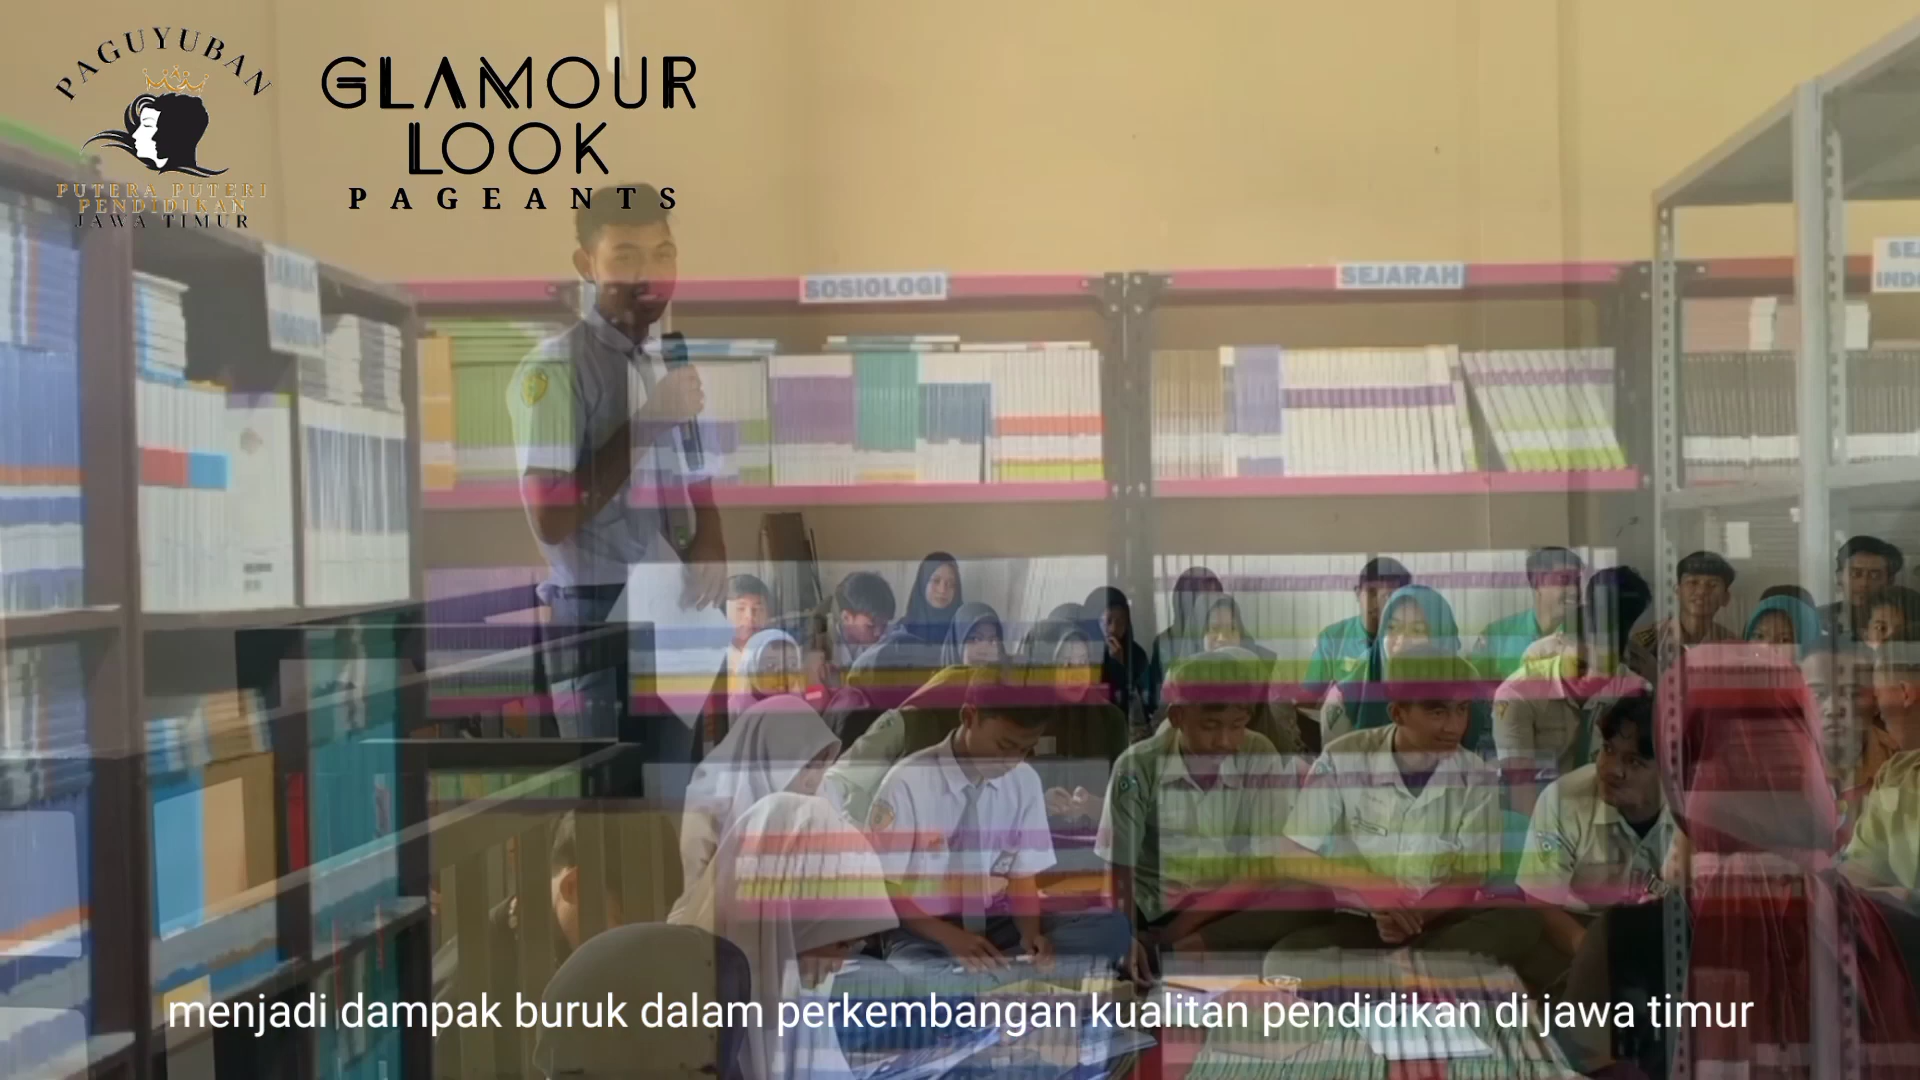 PAGUYUBAN
PUTERA PUTERI
PENDIDIKAN
JAWA TIMUR
GLAMOUR
LOOK
PAGEANTS
SOSIOLOGI
SEJARAH
menjadi dampak buruk dalam perkembangan kualitan pendidikan di jawa timur